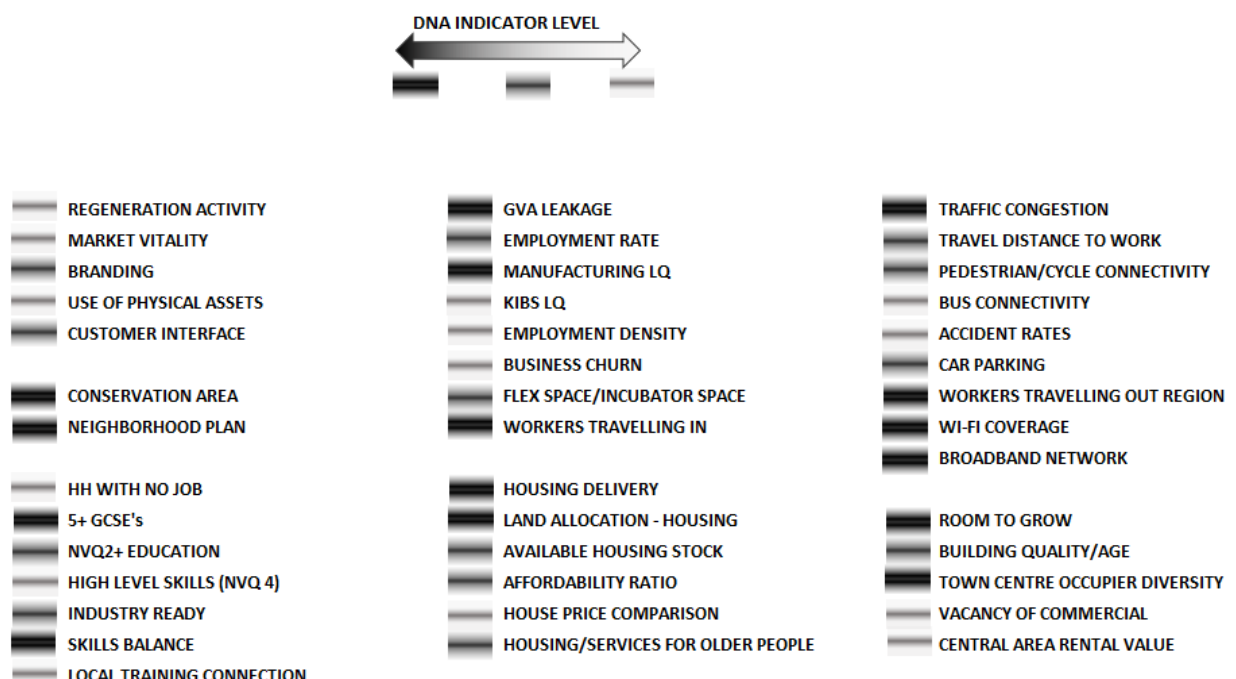 DNA INDICATOR LEVEL
REGENERATION ACTIVITY
MARKET VITALITY
BRANDING
USE OF PHYSICAL ASSETS
CUSTOMER INTERFACE
CONSERVATION AREA
NEIGHBORHOOD PLAN
HH WITH NO JOB
5+ GCSE's
NVQ2+ EDUCATION
HIGH LEVEL SKILLS (NVQ 4)
INDUSTRY READY
SKILLS BALANCE
LOCAL TRAINING CONNECTION
GVA LEAKAGE
EMPLOYMENT RATE
MANUFACTURING LQ
KIBS LQ
EMPLOYMENT DENSITY
BUSINESS CHURN
FLEX SPACE/INCUBATOR SPACE
WORKERS TRAVELLING IN
HOUSING DELIVERY
LAND ALLOCATION - HOUSING
AVAILABLE HOUSING STOCK
AFFORDABILITY RATIO
HOUSE PRICE COMPARISON
HOUSING/SERVICES FOR OLDER PEOPLE
TRAFFIC CONGESTION
TRAVEL DISTANCE TO WORK
PEDESTRIAN/CYCLE CONNECTIVITY
BUS CONNECTIVITY
ACCIDENT RATES
CAR PARKING
WORKERS TRAVELLING OUT REGION
WI-FI COVERAGE
BROADBAND NETWORK
ROOM TO GROW
BUILDING QUALITY/AGE
TOWN CENTRE OCCUPIER DIVERSITY
VACANCY OF COMMERCIAL
CENTRAL AREA RENTAL VALUE